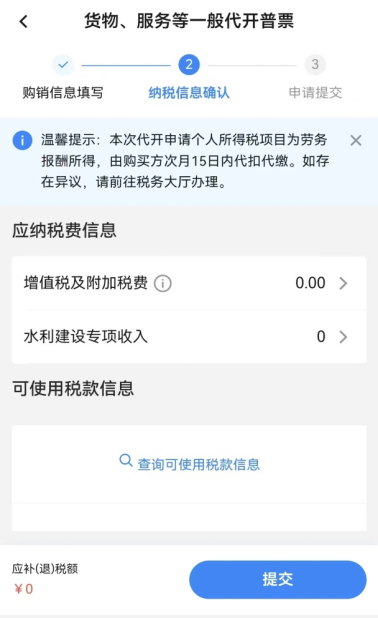 货物、服务等一般代开普票
2
3
购销信息填写
纳税信息确认
申请提交
温馨提示：本次代开申请个人所得税项目为劳务
报酬所得，由购买方次月15日内代扣代缴。如存
在异议，请前往税务大厅办理。
应纳税费信息
增值税及附加税费
0.00
水利建设专项收入
0
可使用税款信息
查询可使用税款信息
应补(退)税额
￥0
提交